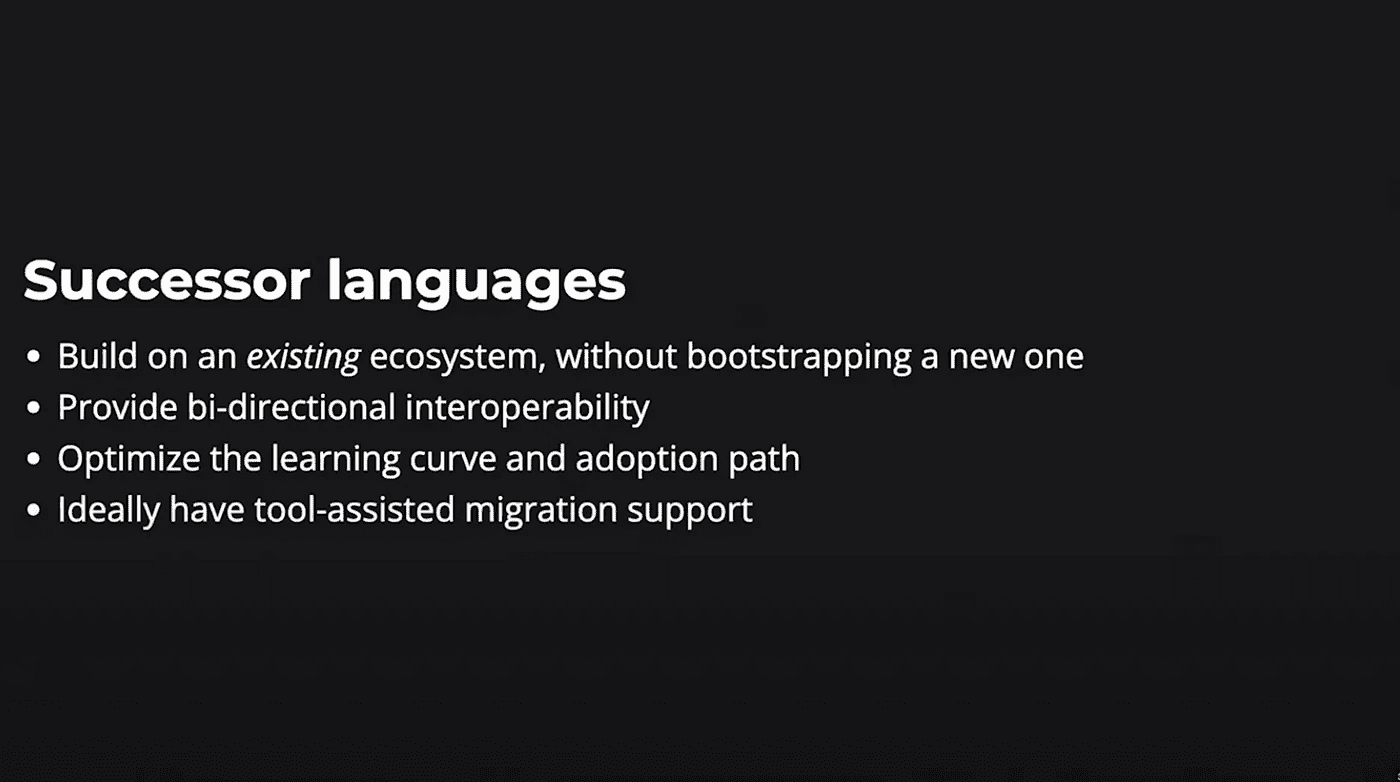 Successor languages
• Build on an existing ecosystem, without bootstrapping a new one
• Provide bi-directional interoperability
• Optimize the learning curve and adoption path
• Ideally have tool-assisted migration support